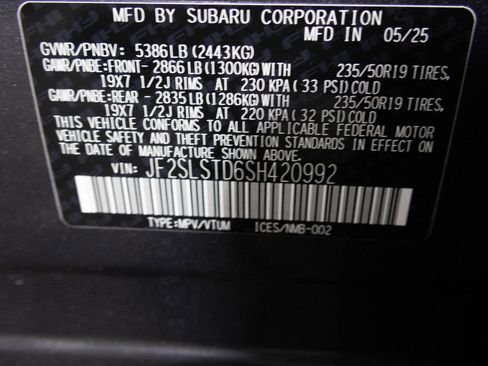 MFD BY SUBARU CORPORATION
MFD IN 05/25
GVWR/PNBV: 5386LB (2443KG)
GAWR/PNBE:FRONT- 2866LB (1300KG) WITH 235/50R19 TIRES,
19X7 1/2J RIMS AT 230 KPA ( 33 PSI) COLD
GAWR/PNBE:REAR - 2835LB (1286KG) WITH 235/50R19 TIRES,
19X7 1/2J RIMS AT 220 KPA ( 32 PSI) COLD
THIS VEHICLE CONFORMS TO ALL APPLICABLE FEDERAL MOTOR
VEHICLE SAFETY AND THEFT PREVENTION STANDARDS IN EFFECT
ON THE DATE OF MANUFACTURE SHOWN ABOVE.
VIN: JF2SLSTD6SH420992
TYPE:MPV/VTUM ICES/NMB-002